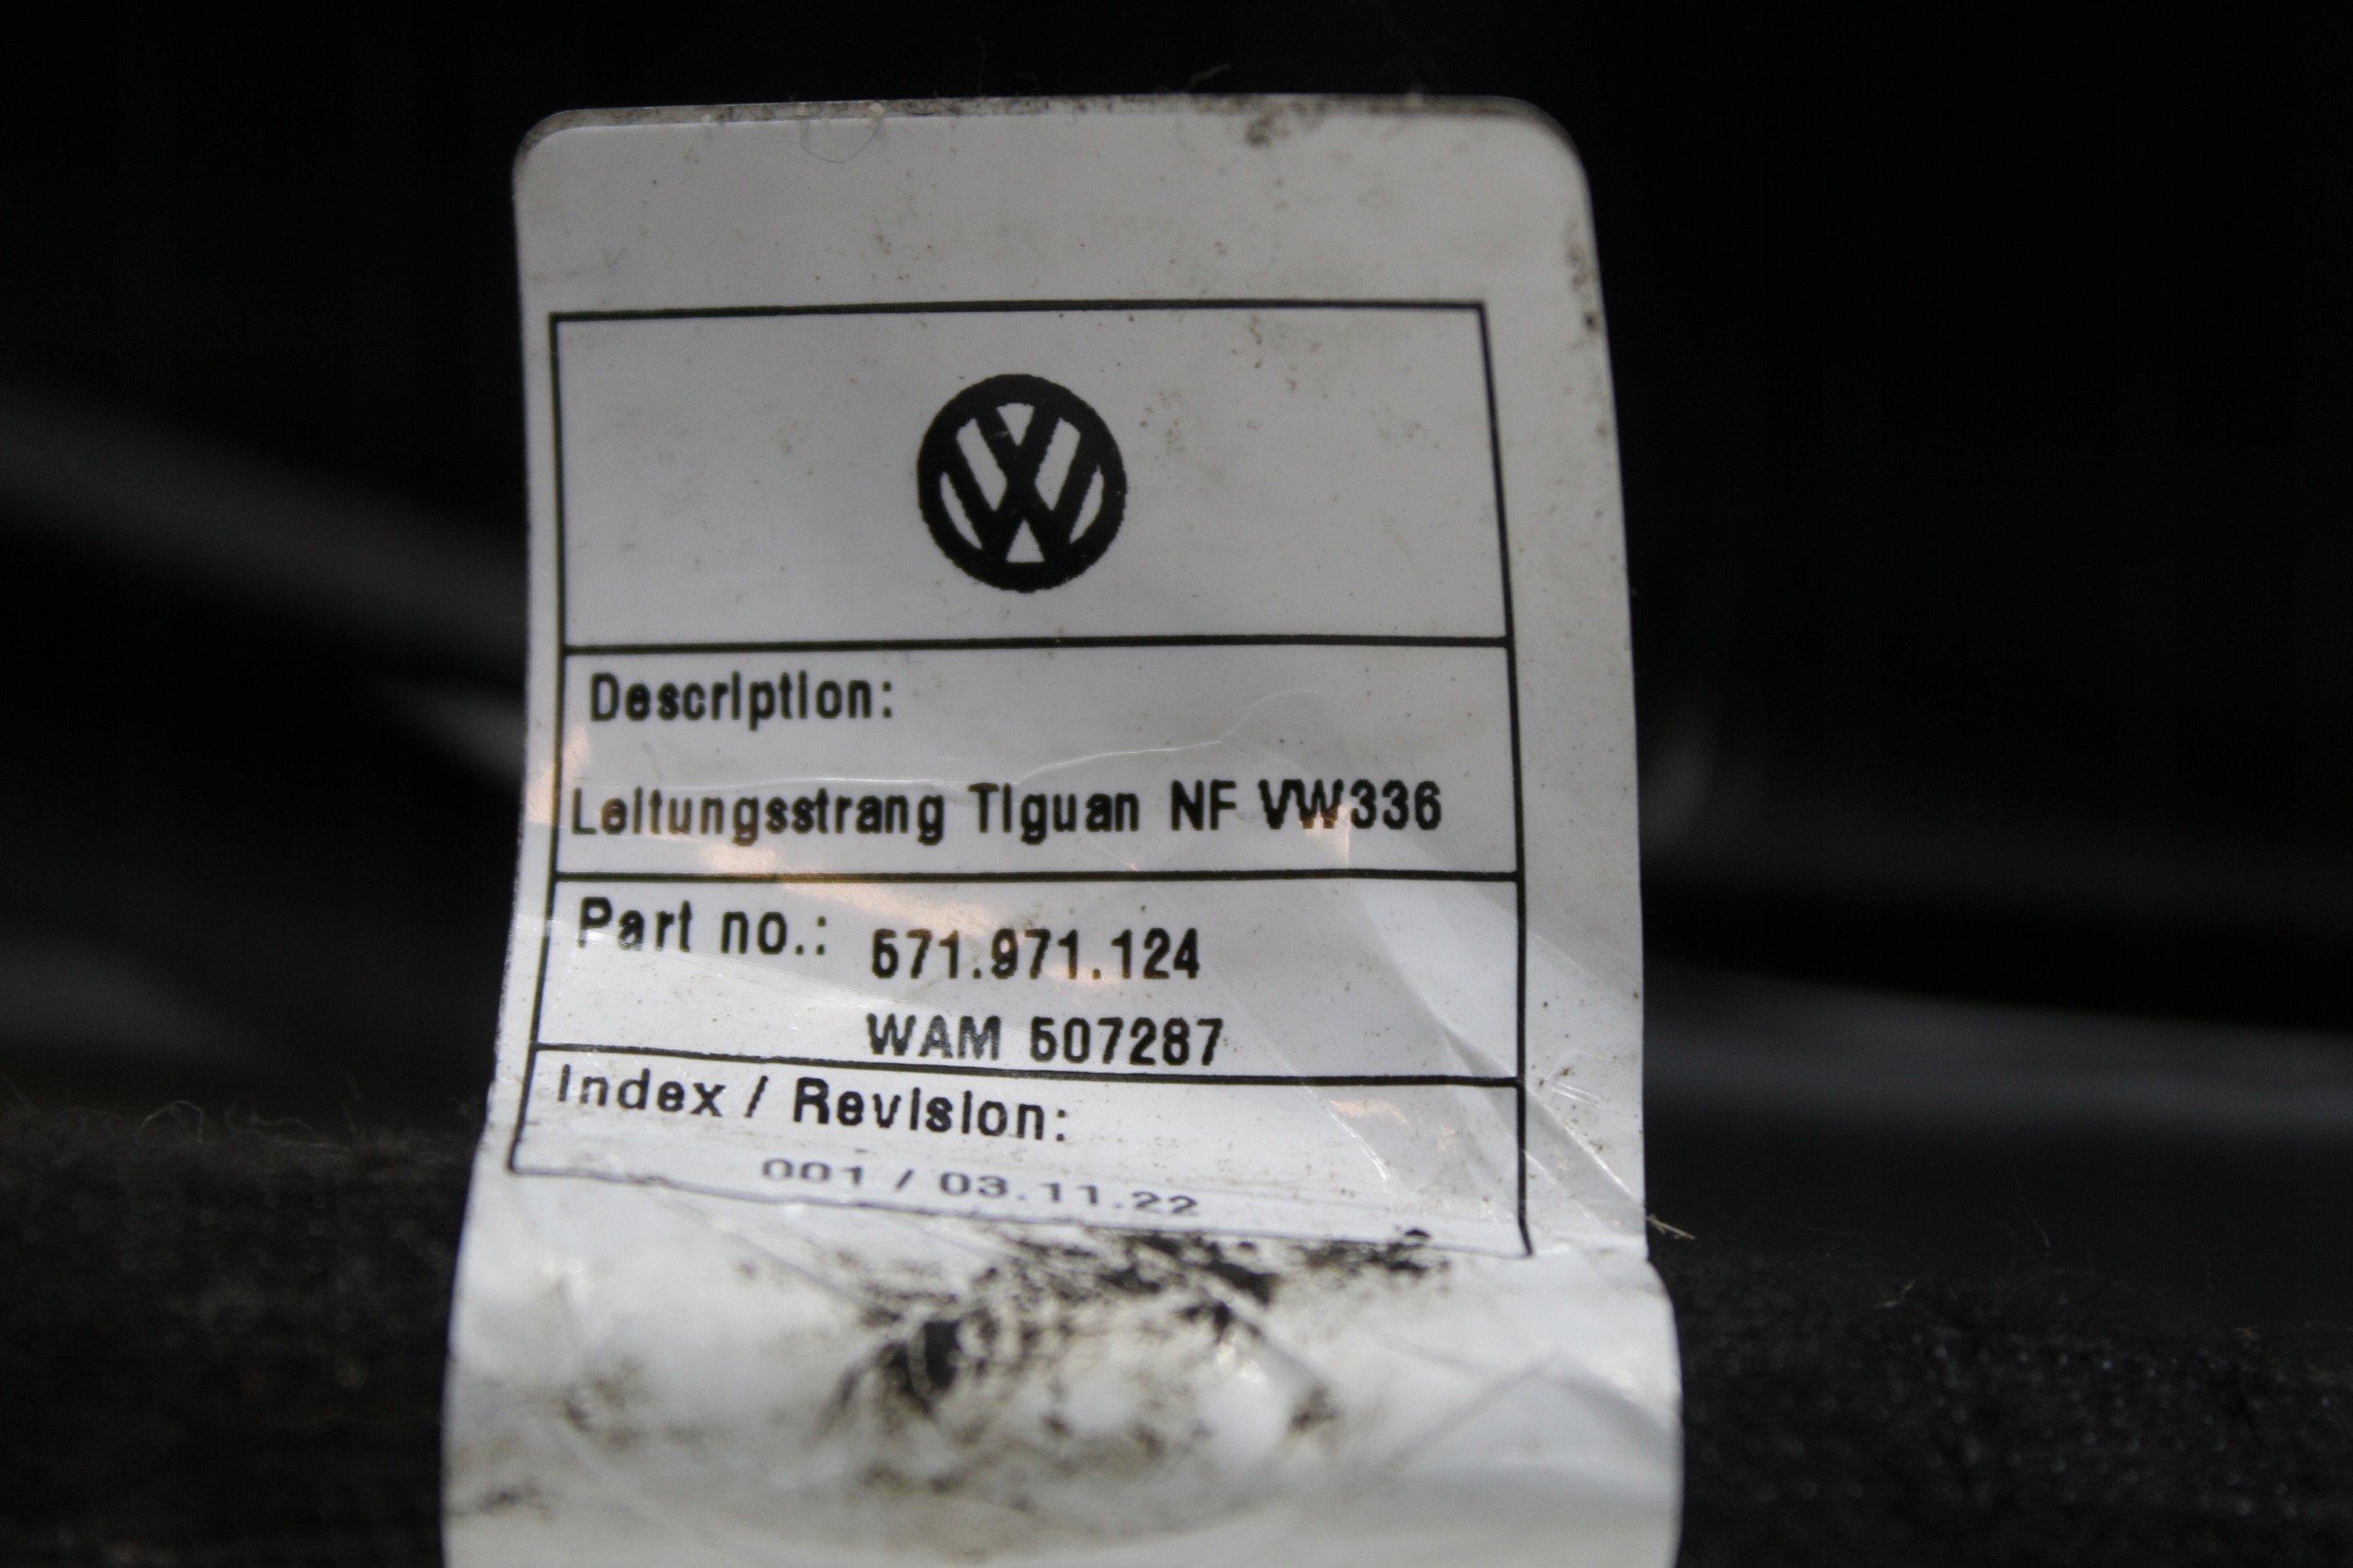 Description:
Leitungsstrang Tiguan NF VW336
Part no.: 571.971.124
WAM 507287
Index / Revision:
001 / 03.11.22